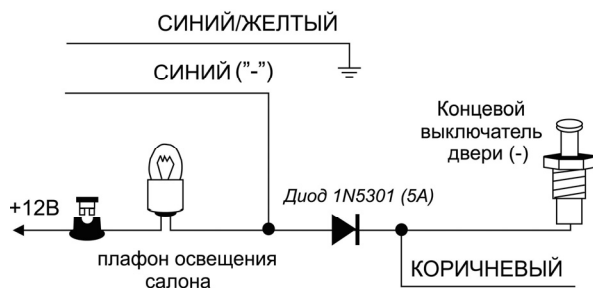 СИНИЙ/ЖЕЛТЫЙ
СИНИЙ ("-")
Концевой
выключатель
двери (-)
Диод 1N5301 (5А)
+12В
плафон освещения
салона
КОРИЧНЕВЫЙ